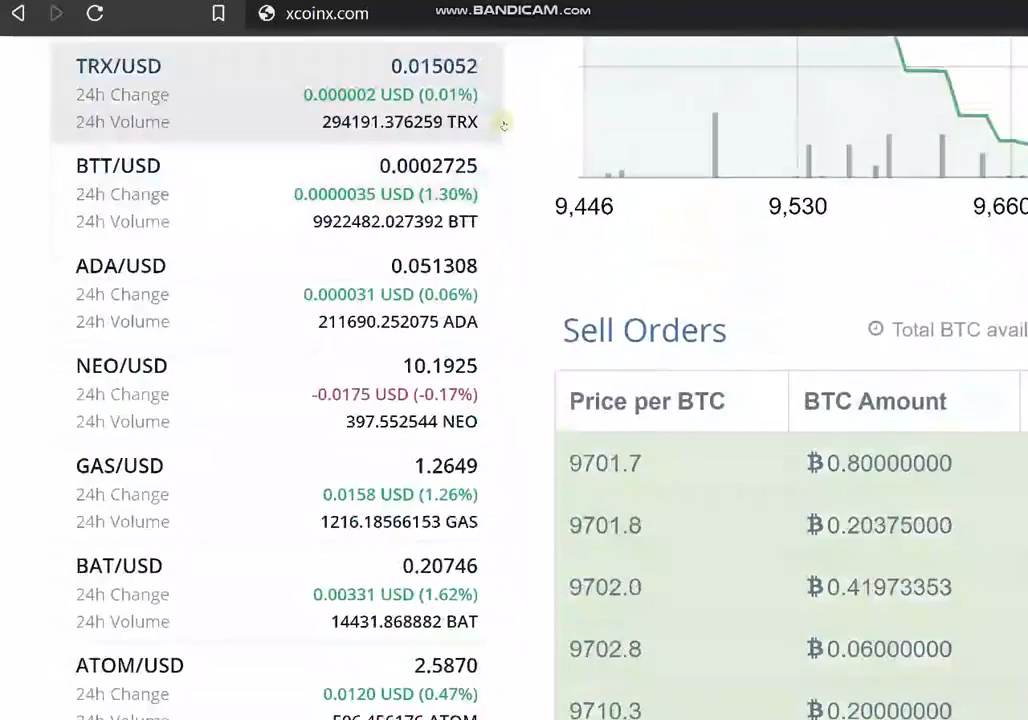 xcoinx.com
www.BANDICAM.com
TRX/USD 0.015052
24h Change 0.000002 USD (0.01%)
24h Volume 294191.376259 TRX
BTT/USD 0.0002725
24h Change 0.0000035 USD (1.30%)
24h Volume 9922482.027392 BTT
ADA/USD 0.051308
24h Change 0.000031 USD (0.06%)
24h Volume 211690.252075 ADA
NEO/USD 10.1925
24h Change -0.0175 USD (-0.17%)
24h Volume 397.552544 NEO
GAS/USD 1.2649
24h Change 0.0158 USD (1.26%)
24h Volume 1216.18566153 GAS
BAT/USD 0.20746
24h Change 0.00331 USD (1.62%)
24h Volume 14431.868882 BAT
ATOM/USD 2.5870
24h Change 0.0120 USD (0.47%)
24h Volume
9,446 9,530 9,660
Sell Orders
Total BTC avail
Price per BTC BTC Amount
9701.7 ₿0.80000000
9701.8 ₿0.20375000
9702.0 ₿0.41973353
9702.8 ₿0.06000000
9710.3 ₿0.20000000